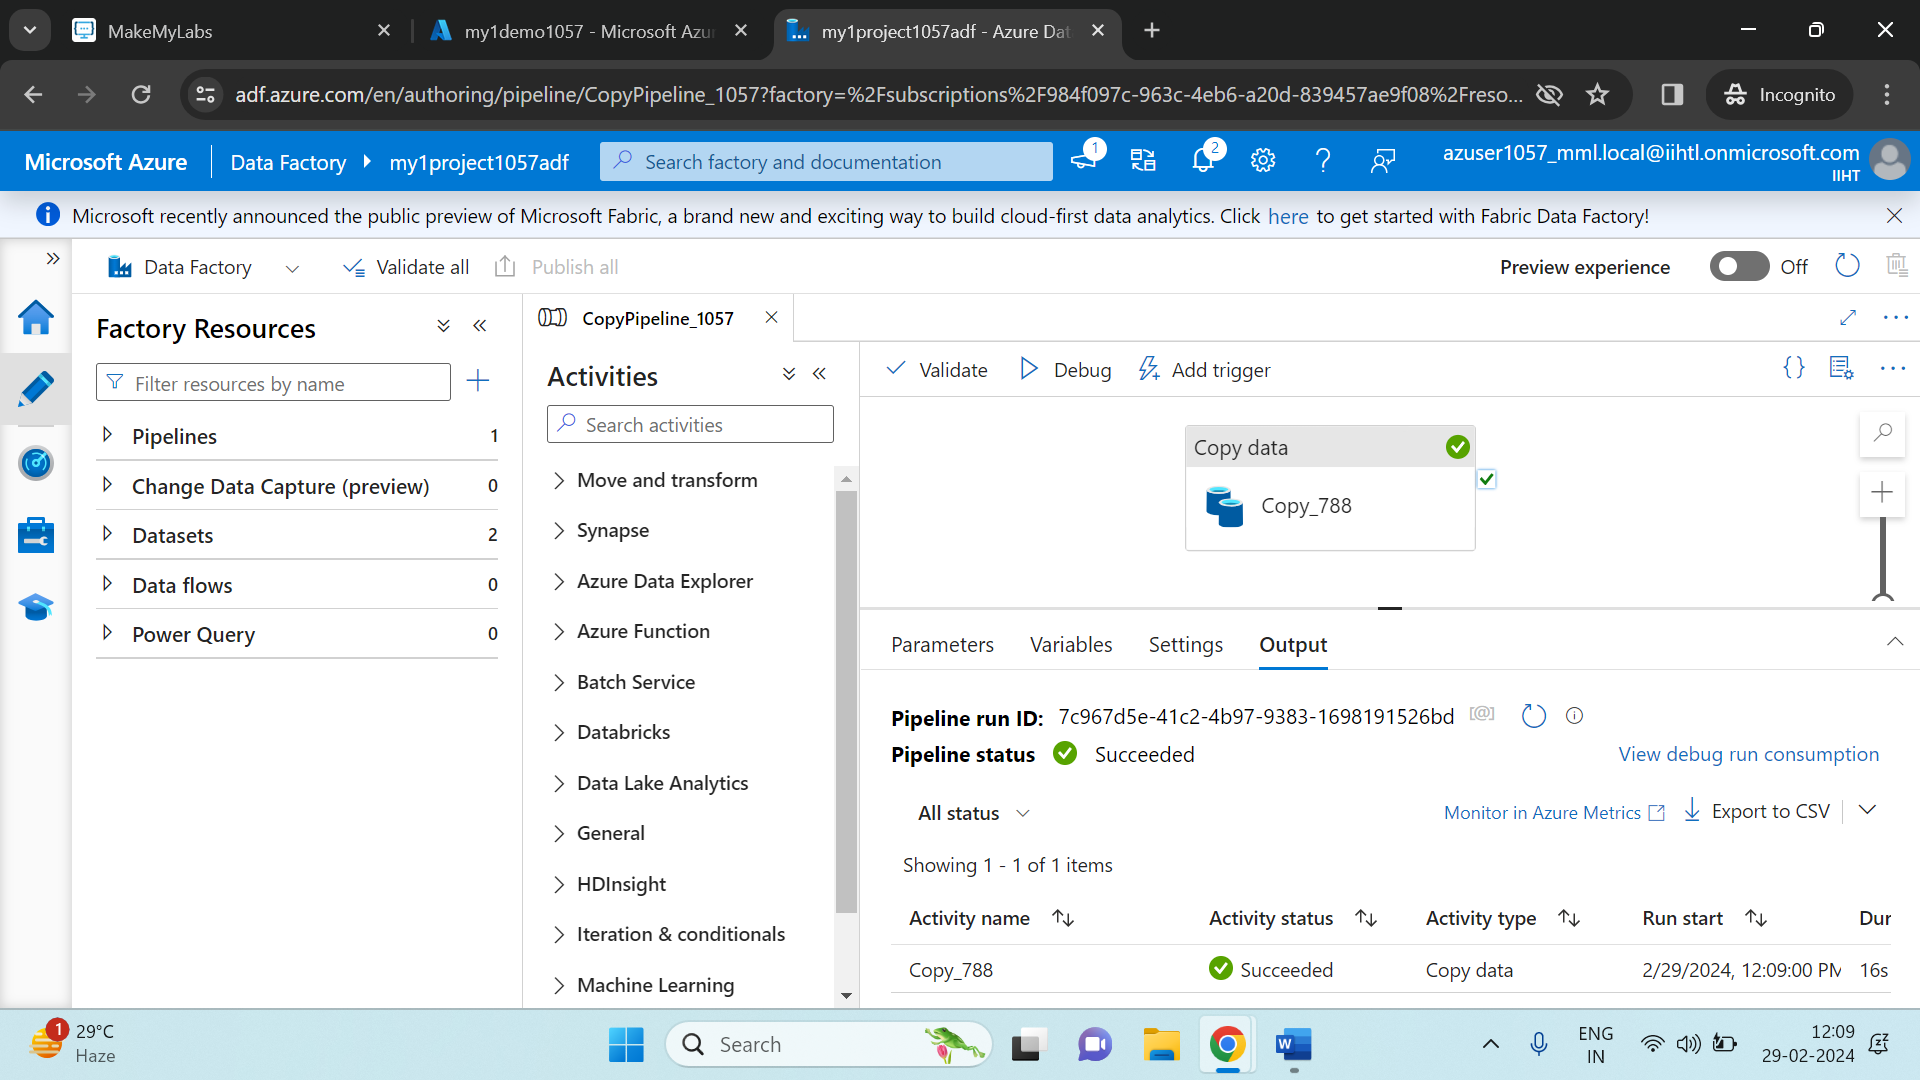 MakeMyLabs
my1demo1057 - Microsoft Azur
my1project1057adf - Azure Dat
adf.azure.com/en/authoring/pipeline/CopyPipeline_1057?factory=%2Fsubscriptions%2F984f097c-963c-4eb6-a20d-839457ae9f08%2Freso...
Incognito
Microsoft Azure
Data Factory
my1project1057adf
Search factory and documentation
1
2
azuser1057_mml.local@iihtl.onmicrosoft.com
IIHT
Microsoft recently announced the public preview of Microsoft Fabric, a brand new and exciting way to build cloud-first data analytics. Click here to get started with Fabric Data Factory!
Data Factory
Validate all
Publish all
Preview experience
Off
Factory Resources
Filter resources by name
Pipelines 1
Change Data Capture (preview) 0
Datasets 2
Data flows 0
Power Query 0
CopyPipeline_1057
Activities
Search activities
Move and transform
Synapse
Azure Data Explorer
Azure Function
Batch Service
Databricks
Data Lake Analytics
General
HDInsight
Iteration & conditionals
Machine Learning
Validate
Debug
Add trigger
Copy data
Copy_788
Parameters
Variables
Settings
Output
Pipeline run ID: 7c967d5e-41c2-4b97-9383-1698191526bd
Pipeline status Succeeded
View debug run consumption
All status
Monitor in Azure Metrics
Export to CSV
Showing 1 - 1 of 1 items
Activity name Activity status Activity type Run start Dur
Copy_788 Succeeded Copy data 2/29/2024, 12:09:00 PM 16s
1
29°C
Haze
Search
ENG
IN
12:09
29-02-2024